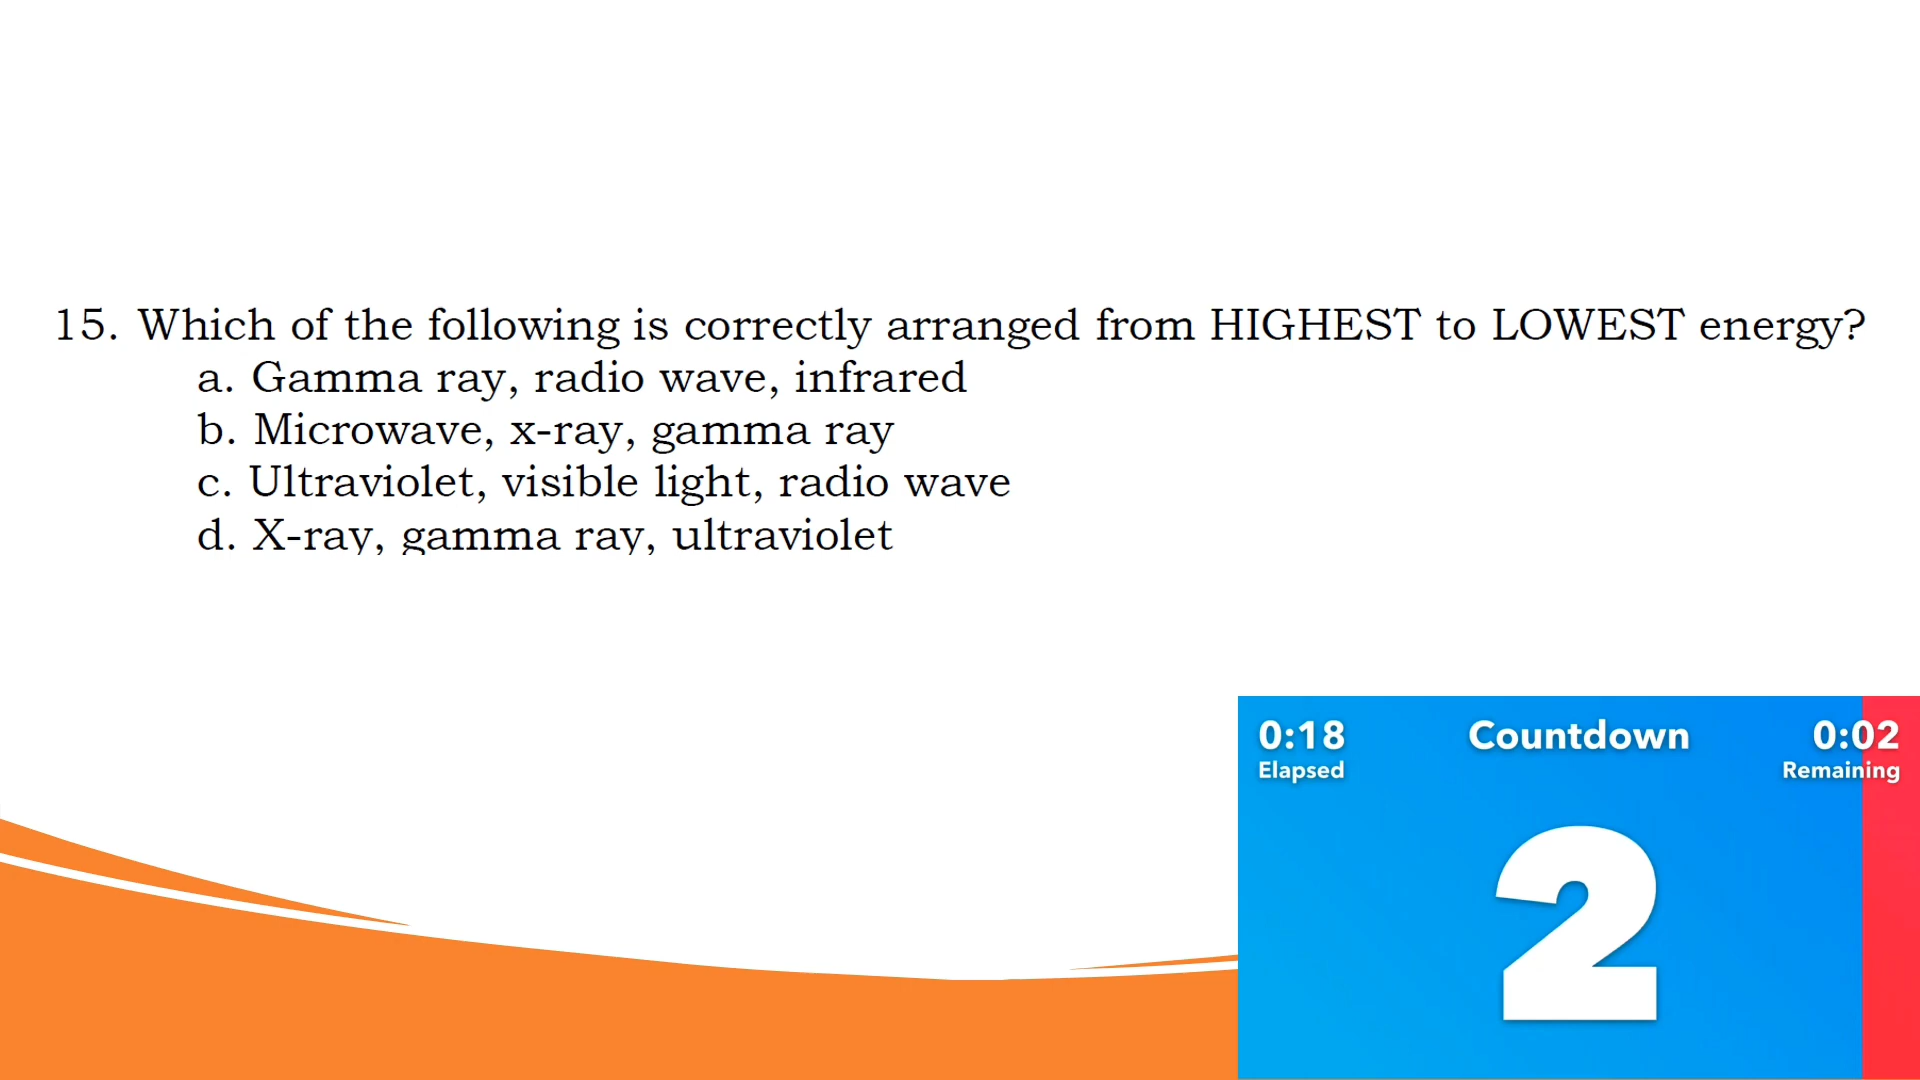 15. Which of the following is correctly arranged from HIGHEST to LOWEST energy?
a. Gamma ray, radio wave, infrared
b. Microwave, x-ray, gamma ray
c. Ultraviolet, visible light, radio wave
d. X-ray, gamma ray, ultraviolet
0:18 Countdown 0:02
Elapsed Remaining
2